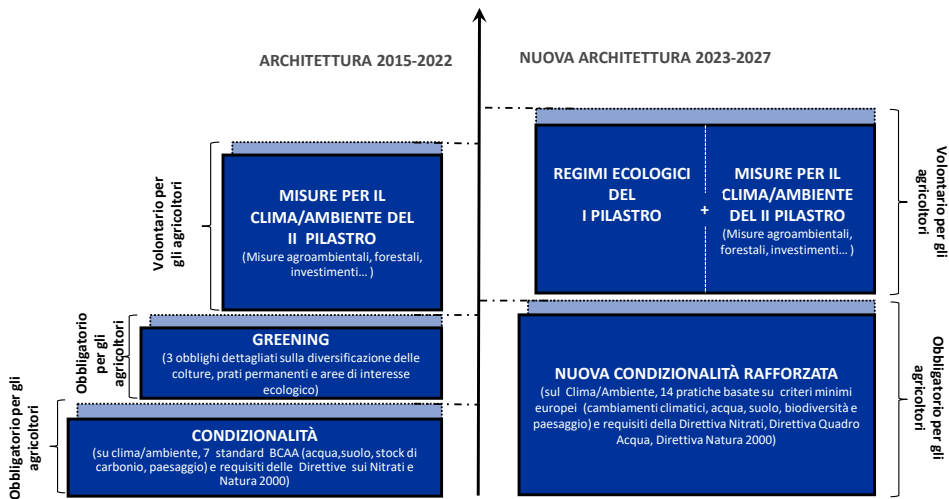 ARCHITETTURA 2015-2022
Volontario per
gli agricoltori
MISURE PER IL
CLIMA/AMBIENTE DEL
II PILASTRO
(Misure agroambientali, forestali,
investimenti... )
Obbligatorio
per gli
agricoltori
GREENING
(3 obblighi dettagliati sulla diversificazione delle
colture, prati permanenti e aree di interesse
ecologico)
Obbligatorio per gli
agricoltori
CONDIZIONALITÀ
(su clima/ambiente, 7 standard BCAA (acqua,suolo, stock di
carbonio, paesaggio) e requisiti delle Direttive sui Nitrati e
Natura 2000)
NUOVA ARCHITETTURA 2023-2027
REGIMI ECOLOGICI
DEL
I PILASTRO
+
MISURE PER IL
CLIMA/AMBIENTE
DEL II PILASTRO
(Misure agroambientali,
forestali, investimenti... )
Volontario per gli
agricoltori
NUOVA CONDIZIONALITÀ RAFFORZATA
(sul Clima/Ambiente, 14 pratiche basate su criteri minimi
europei (cambiamenti climatici, acqua, suolo, biodiversità e
paesaggio) e requisiti della Direttiva Nitrati, Direttiva Quadro
Acqua, Direttiva Natura 2000)
Obbligatorio per gli
agricoltori